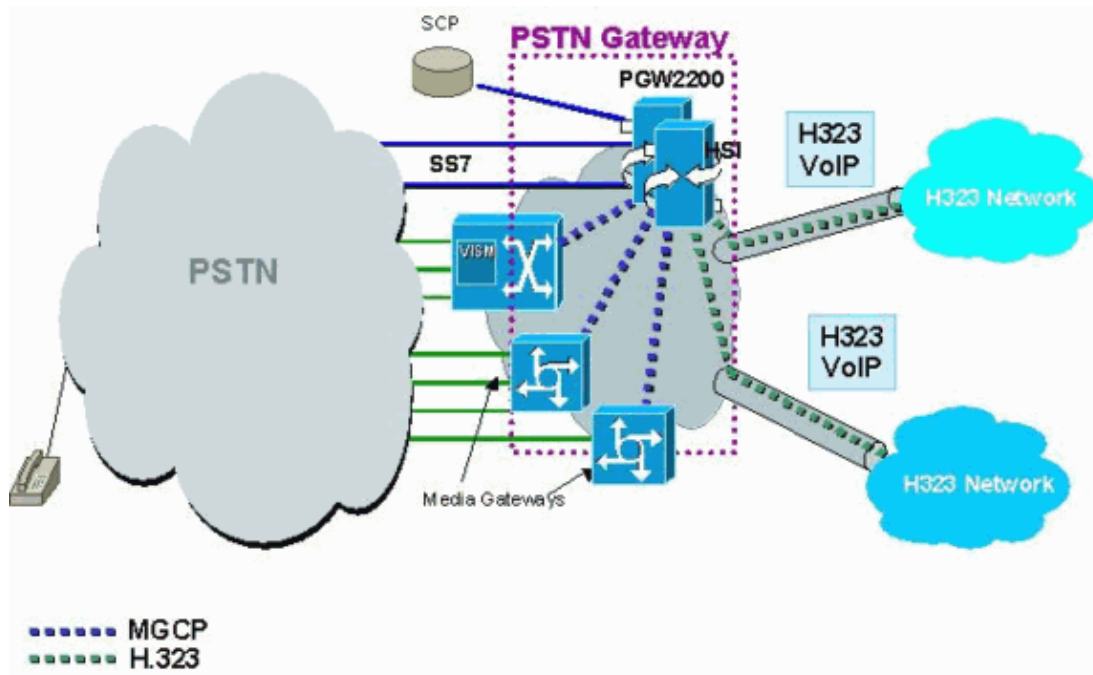 SCP
PSTN Gateway
PGW2200
HSI
H323
VoIP
H323 Network
SS7
VISM
PSTN
H323
VoIP
H323 Network
Media Gateways
MGCP
H.323